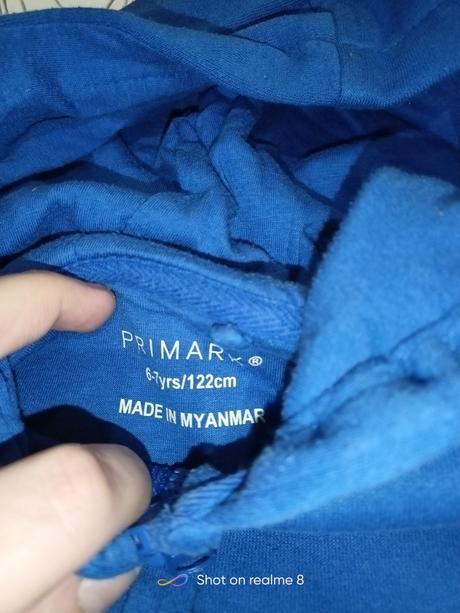 PRIMARK®
6-7yrs/122cm
MADE IN MYANMAR
Shot on realme 8